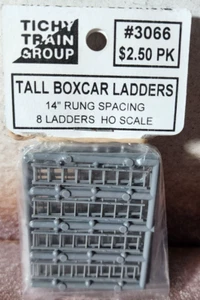 TICHY
TRAIN
GROUP
#3066
$2.50 PK
TALL BOXCAR LADDERS
14" RUNG SPACING
8 LADDERS HO SCALE